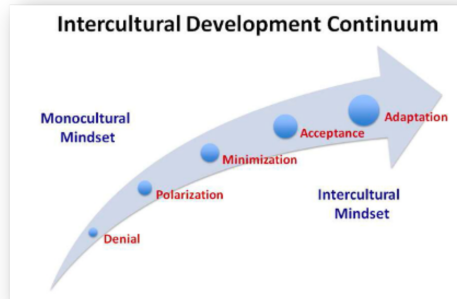 Intercultural Development Continuum
Monocultural
Mindset
Adaptation
Acceptance
Minimization
Polarization
Intercultural
Mindset
Denial